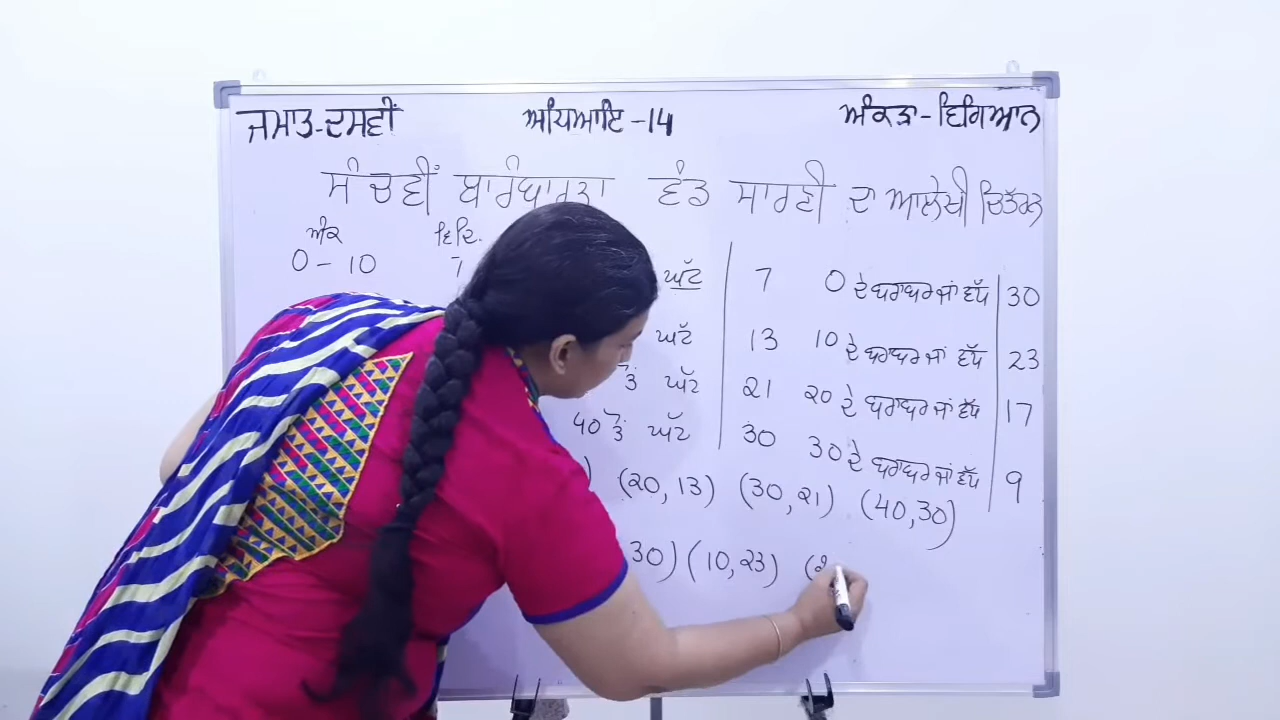 ਜਮਾਤ-ਦਸਵੀਂ ਅਧਿਆਇ -14 ਅੰਕੜਾ-ਵਿਗਿਆਨ
ਸੰਚਵੀਂ ਬਾਰੰਬਾਰਤਾ ਵੰਡ ਸਾਰਣੀ ਦਾ ਆਲੇਖੀ ਚਿੱਤਰਨ
ਅੰਕ ਵਿਦਿ.
0-10 7 ਘੱਟ 7 0 ਦੇ ਬਰਾਬਰ ਜਾਂ ਵੱਧ 30
ਘੱਟ 13 10 ਦੇ ਬਰਾਬਰ ਜਾਂ ਵੱਧ 23
ਤੋਂ ਘੱਟ 21 20 ਦੇ ਬਰਾਬਰ ਜਾਂ ਵੱਧ 17
40 ਤੋਂ ਘੱਟ 30 30 ਦੇ ਬਰਾਬਰ ਜਾਂ ਵੱਧ 9
) (20, 13) (30, 21) (40, 30)
30) (10, 23) (2